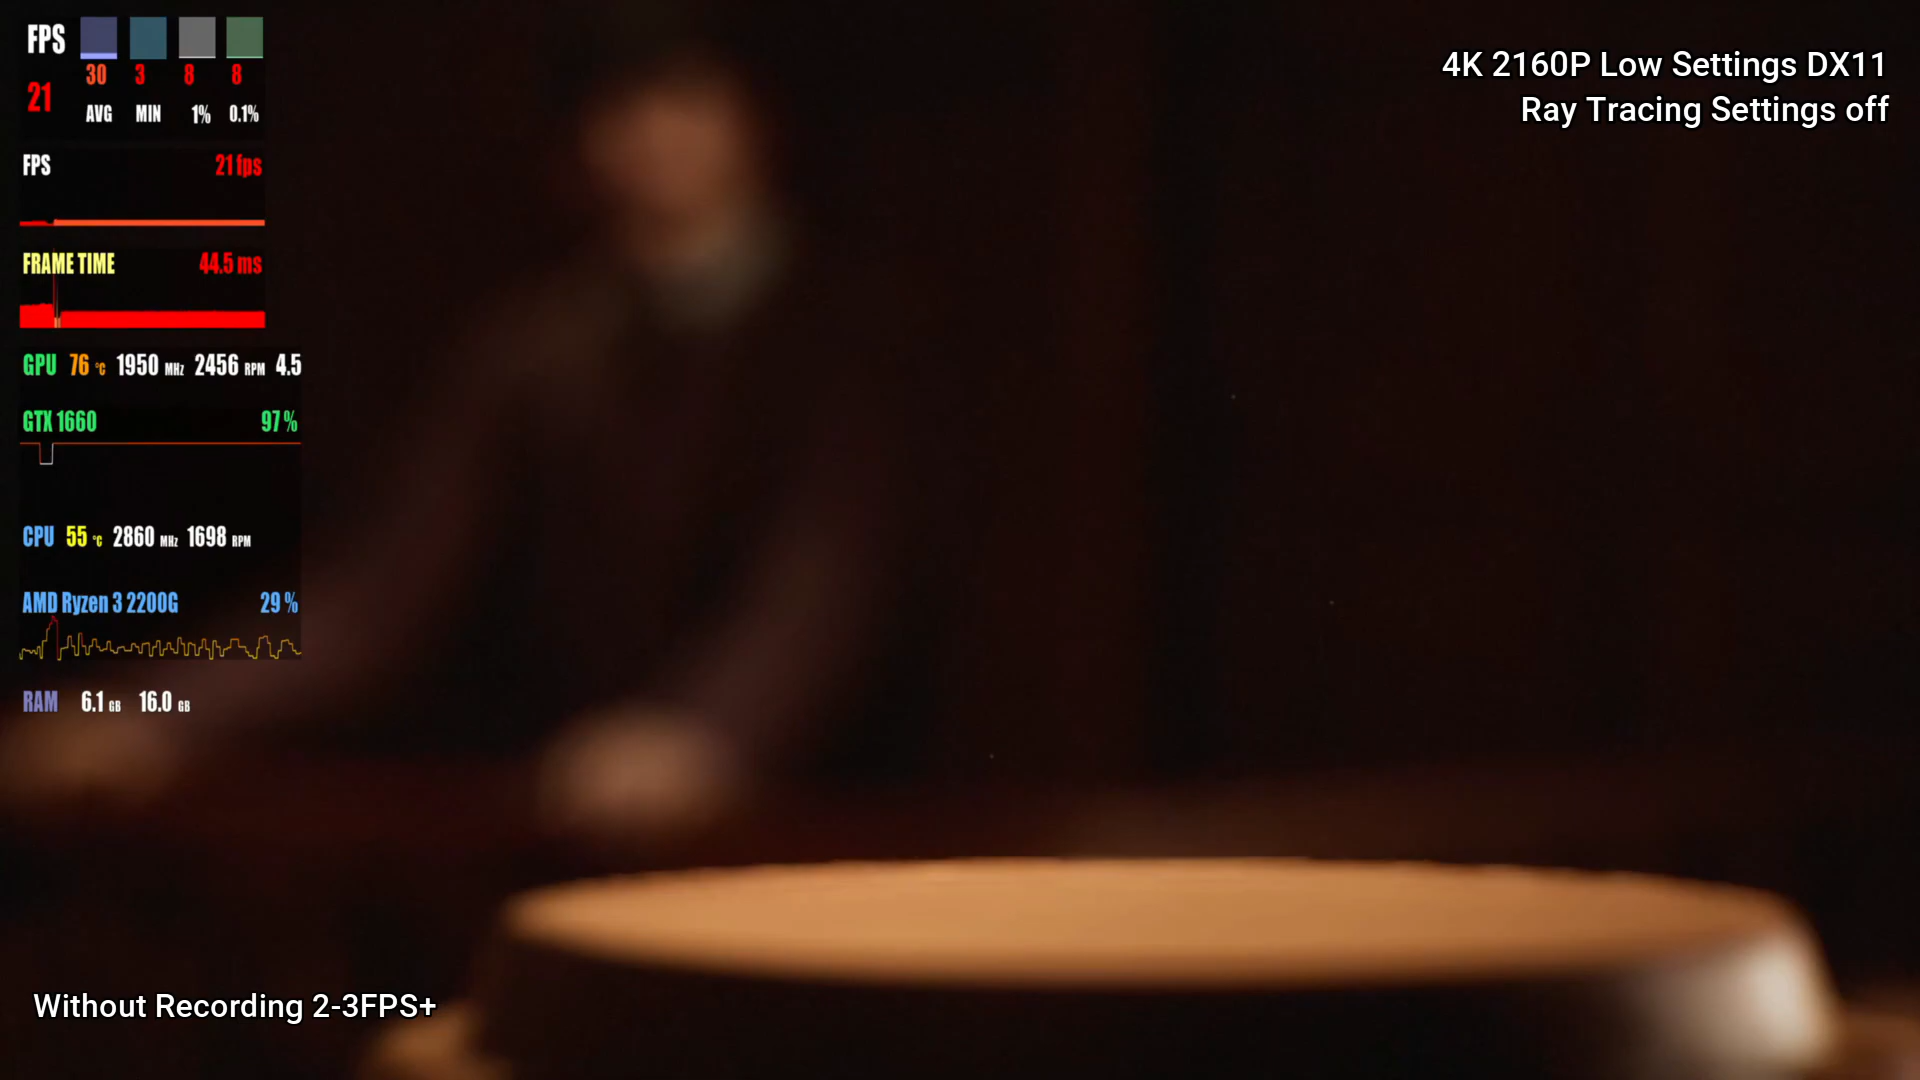 FPS
30 3 8 8
21
AVG MIN 1% 0.1%
FPS 21 fps
FRAME TIME 44.5 ms
GPU 76 °C 1950 MHz 2456 RPM 4.5
GTX 1660 97 %
CPU 55 °C 2860 MHz 1698 RPM
AMD Ryzen 3 2200G 29 %
RAM 6.1 GB 16.0 GB
4K 2160P Low Settings DX11
Ray Tracing Settings off
Without Recording 2-3FPS+